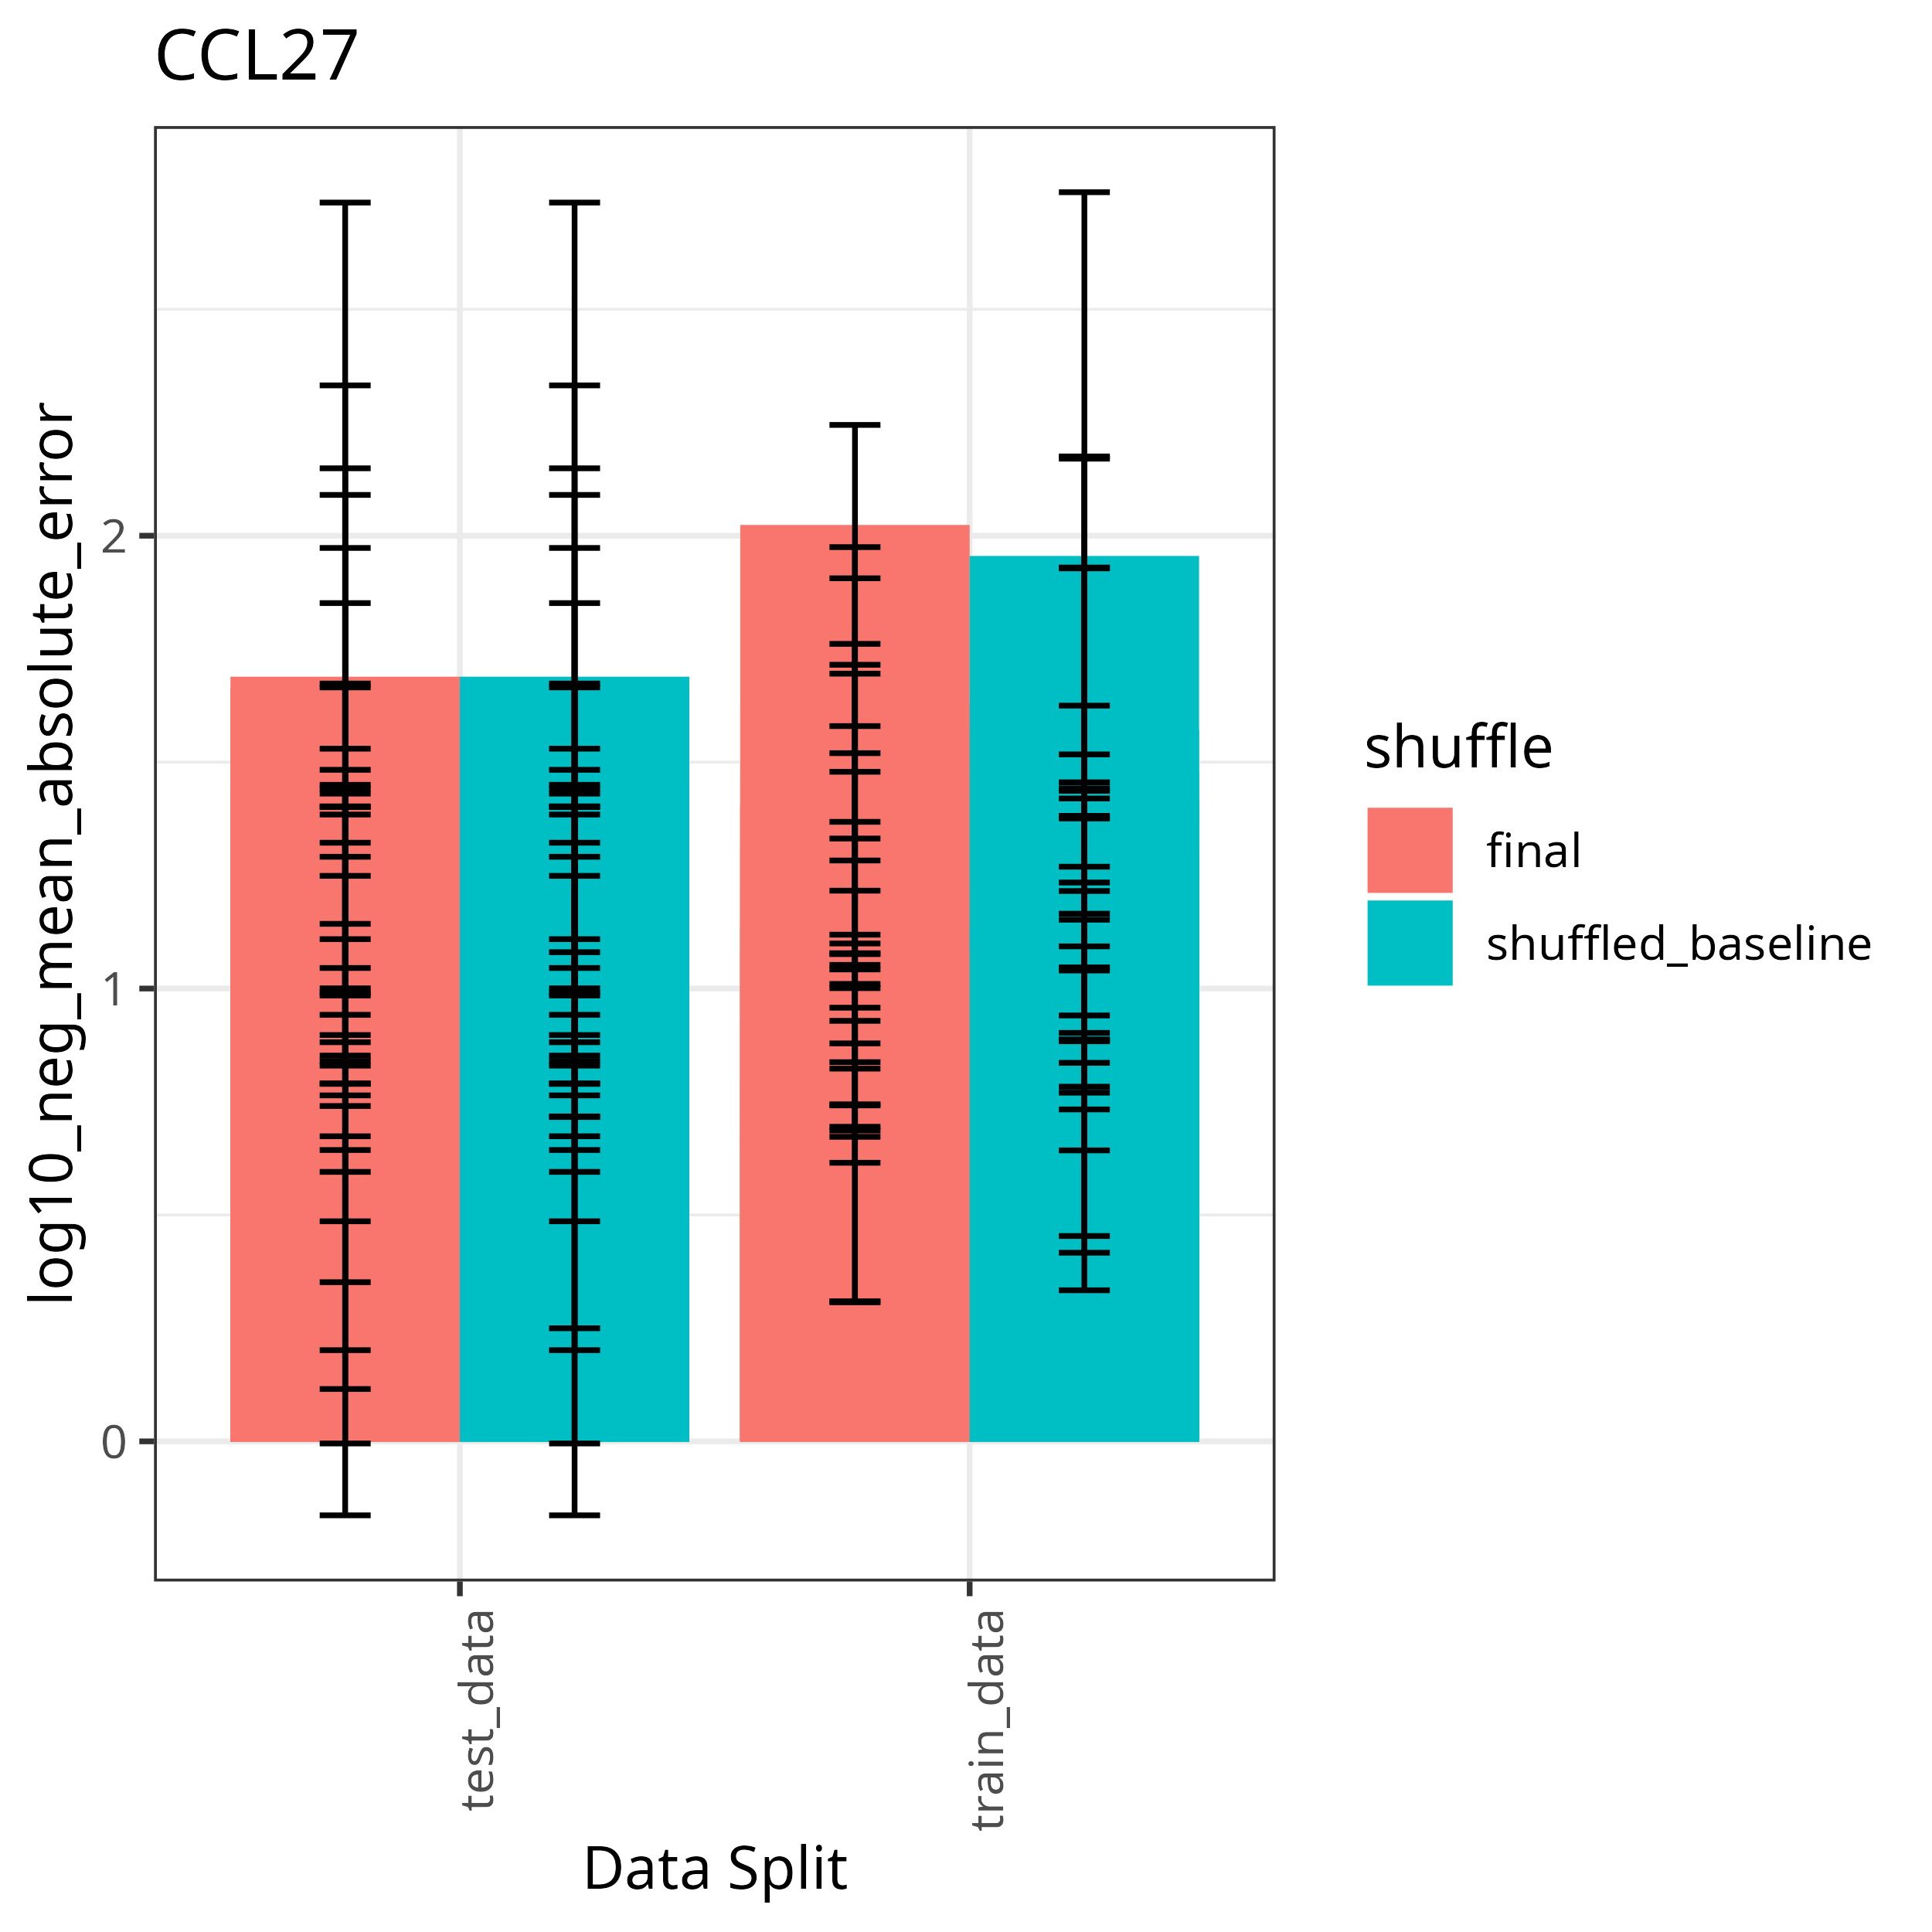 CCL27
log10_neg_mean_absolute_error
2
1
0
test_data
train_data
Data Split
shuffle
final
shuffled_baseline